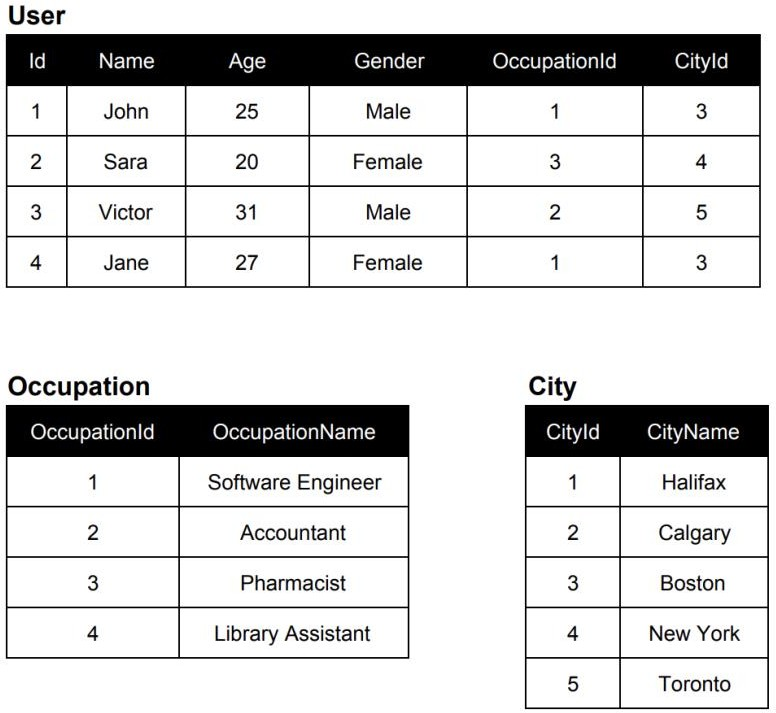 User
Id Name Age Gender OccupationId CityId
1 John 25 Male 1 3
2 Sara 20 Female 3 4
3 Victor 31 Male 2 5
4 Jane 27 Female 1 3
Occupation
OccupationId OccupationName
1 Software Engineer
2 Accountant
3 Pharmacist
4 Library Assistant
City
CityId CityName
1 Halifax
2 Calgary
3 Boston
4 New York
5 Toronto